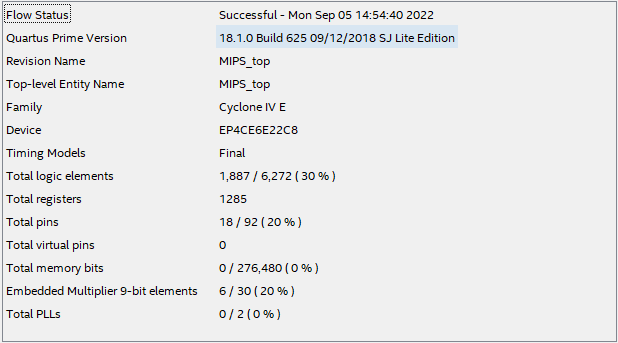 Flow Status Successful - Mon Sep 05 14:54:40 2022
Quartus Prime Version 18.1.0 Build 625 09/12/2018 SJ Lite Edition
Revision Name MIPS_top
Top-level Entity Name MIPS_top
Family Cyclone IV E
Device EP4CE6E22C8
Timing Models Final
Total logic elements 1,887 / 6,272 ( 30 % )
Total registers 1285
Total pins 18 / 92 ( 20 % )
Total virtual pins 0
Total memory bits 0 / 276,480 ( 0 % )
Embedded Multiplier 9-bit elements 6 / 30 ( 20 % )
Total PLLs 0 / 2 ( 0 % )